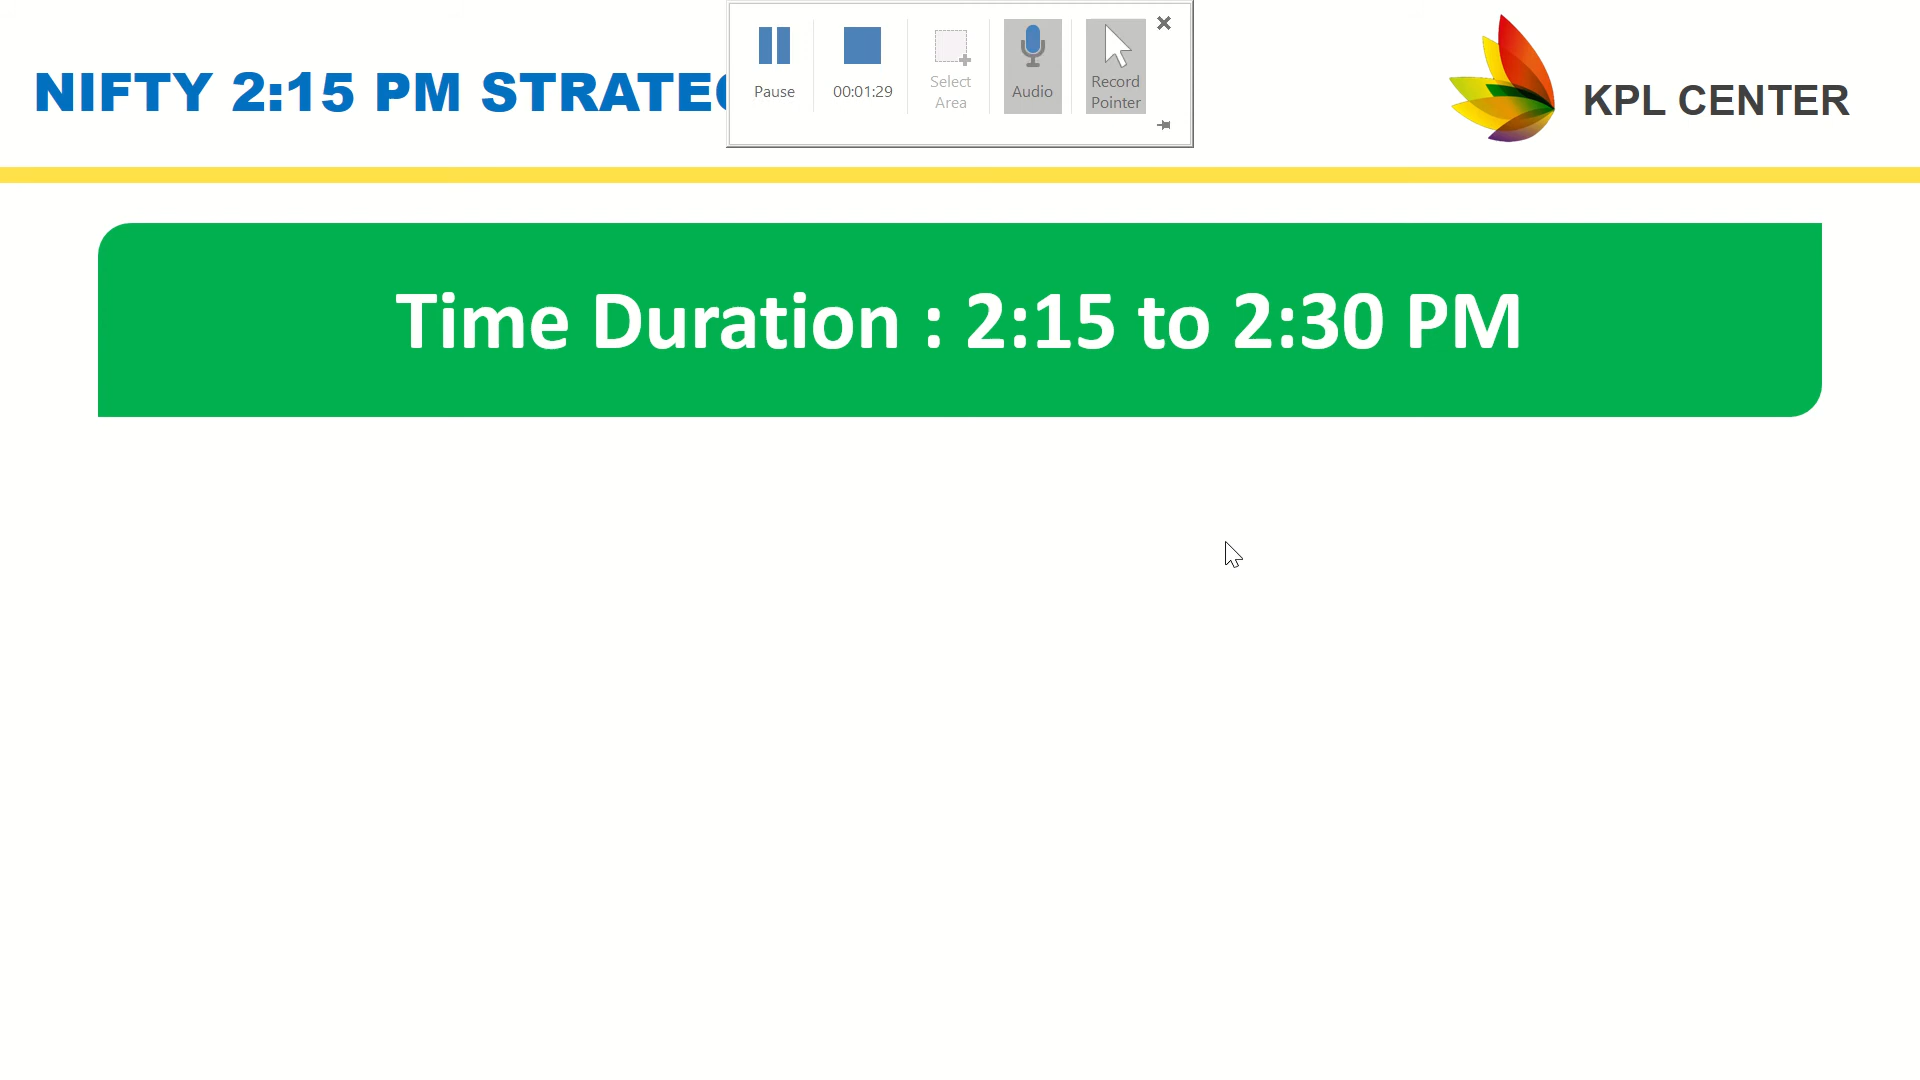 NIFTY 2:15 PM
Pause
00:01:29
Select
Area
Audio
Record
Pointer
KPL CENTER
Time Duration : 2:15 to 2:30 PM